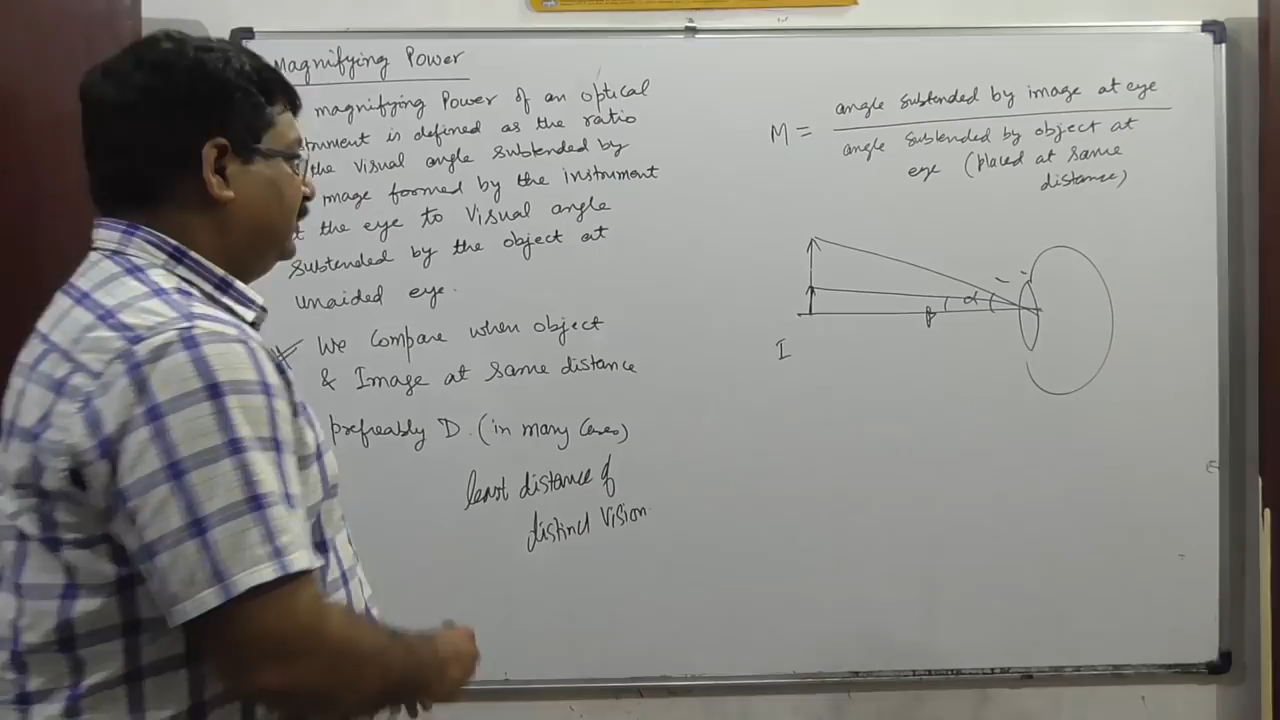 Magnifying Power
magnifying Power of an optical
trument is defined as the ratio
the visual angle subtended by
image formed by the instrument
t the eye to Visual angle
subtended by the object at
unaided eye.
* We Compare when object
& Image at same distance
prefreably D. (in many Cases)
least distance of
distinct Vision
M = angle subtended by image at eye
angle subtended by object at
eye (placed at same
distance)
β α
I